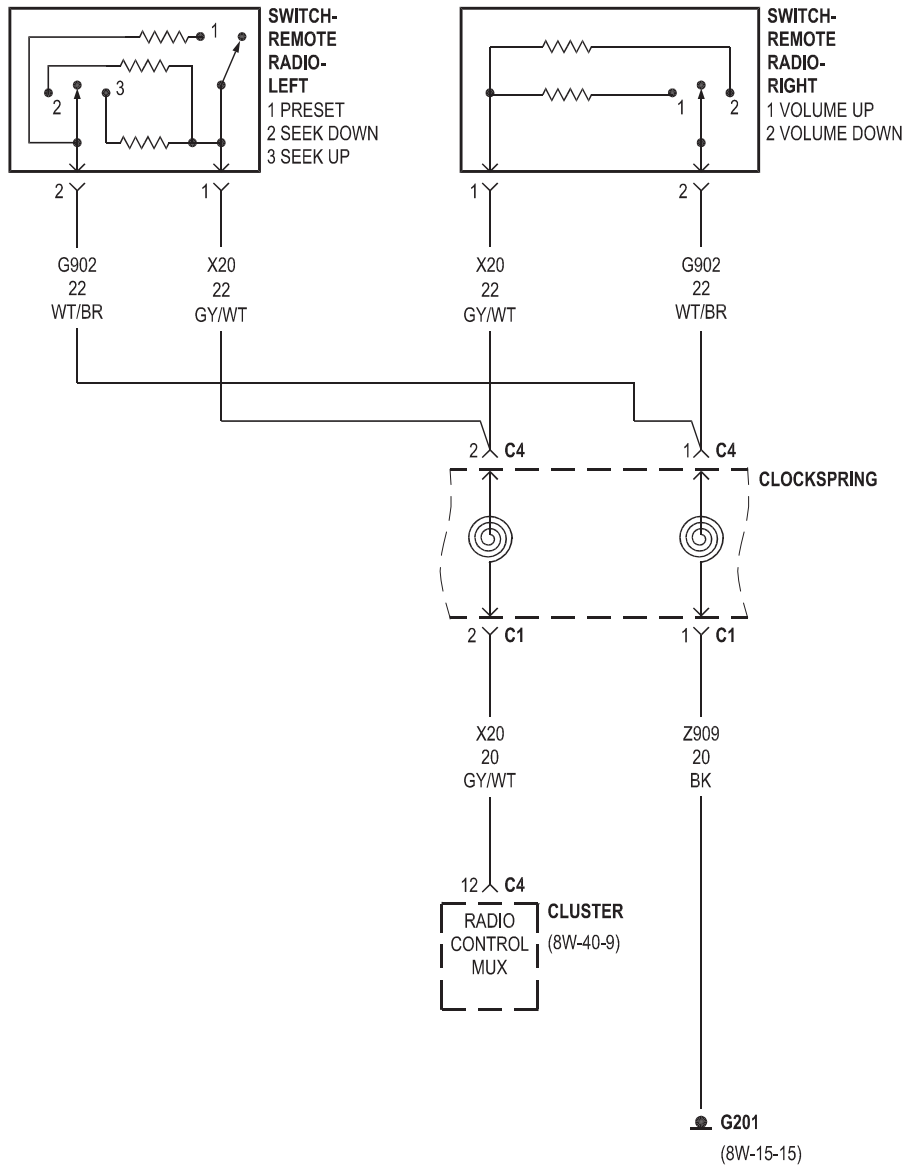 SWITCH-
REMOTE
RADIO-
LEFT
1 PRESET
2 SEEK DOWN
3 SEEK UP
1
2
3
SWITCH-
REMOTE
RADIO-
RIGHT
1 VOLUME UP
2 VOLUME DOWN
1
2
2
1
1
2
G902
22
WT/BR
X20
22
GY/WT
X20
22
GY/WT
G902
22
WT/BR
2 C4
1 C4
CLOCKSPRING
2 C1
1 C1
X20
20
GY/WT
Z909
20
BK
12 C4
RADIO
CONTROL
MUX
CLUSTER
(8W-40-9)
G201
(8W-15-15)